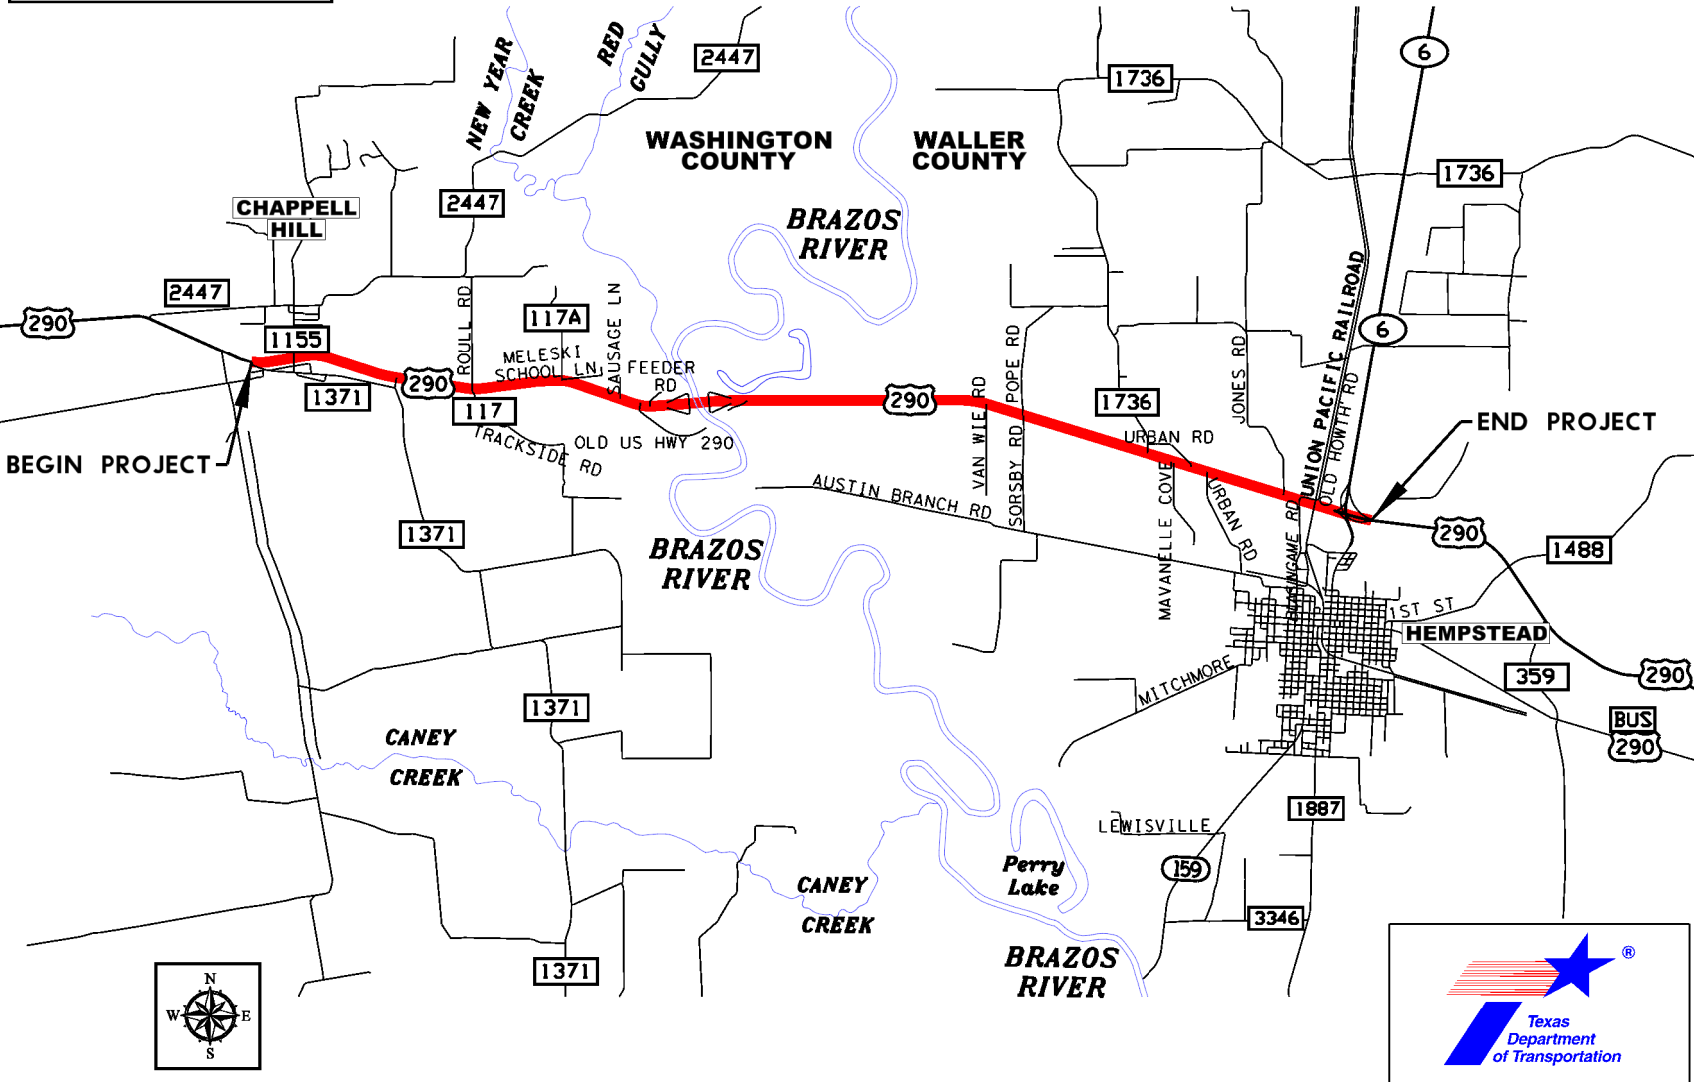 6
RED
GULLY
NEW YEAR
CREEK
2447
1736
WASHINGTON
COUNTY
WALLER
COUNTY
1736
CHAPPELL
HILL
2447
BRAZOS
RIVER
2447
290
117A
1155
ROULL RD
SAUSAGE LN
MELESKI
SCHOOL LN
FEEDER
RD
UNION PACIFIC RAILROAD
6
JONES RD
OLD HOWTH RD
POPE RD
VAN WIE RD
SORSBY RD
290
290
1371
117
1736
END PROJECT
TRACKSIDE RD
OLD US HWY 290
URBAN RD
BEGIN PROJECT
AUSTIN BRANCH RD
MAVANELLE COVE
URBAN RD
BLASINGAME RD
1371
BRAZOS
RIVER
290
1488
1ST ST
HEMPSTEAD
359
290
MITCHMORE
1371
BUS
290
CANEY
CREEK
1887
LEWISVILLE
Perry
Lake
159
CANEY
CREEK
3346
BRAZOS
RIVER
1371
N
W
E
S
®
Texas
Department
of Transportation